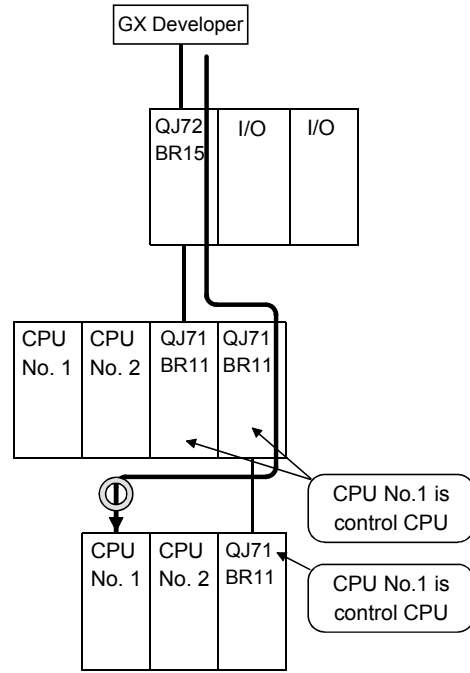 GX Developer
QJ72
BR15
I/O
I/O
CPU
No. 1
CPU
No. 2
QJ71
BR11
QJ71
BR11
CPU No.1 is
control CPU
CPU
No. 1
CPU
No. 2
QJ71
BR11
CPU No.1 is
control CPU